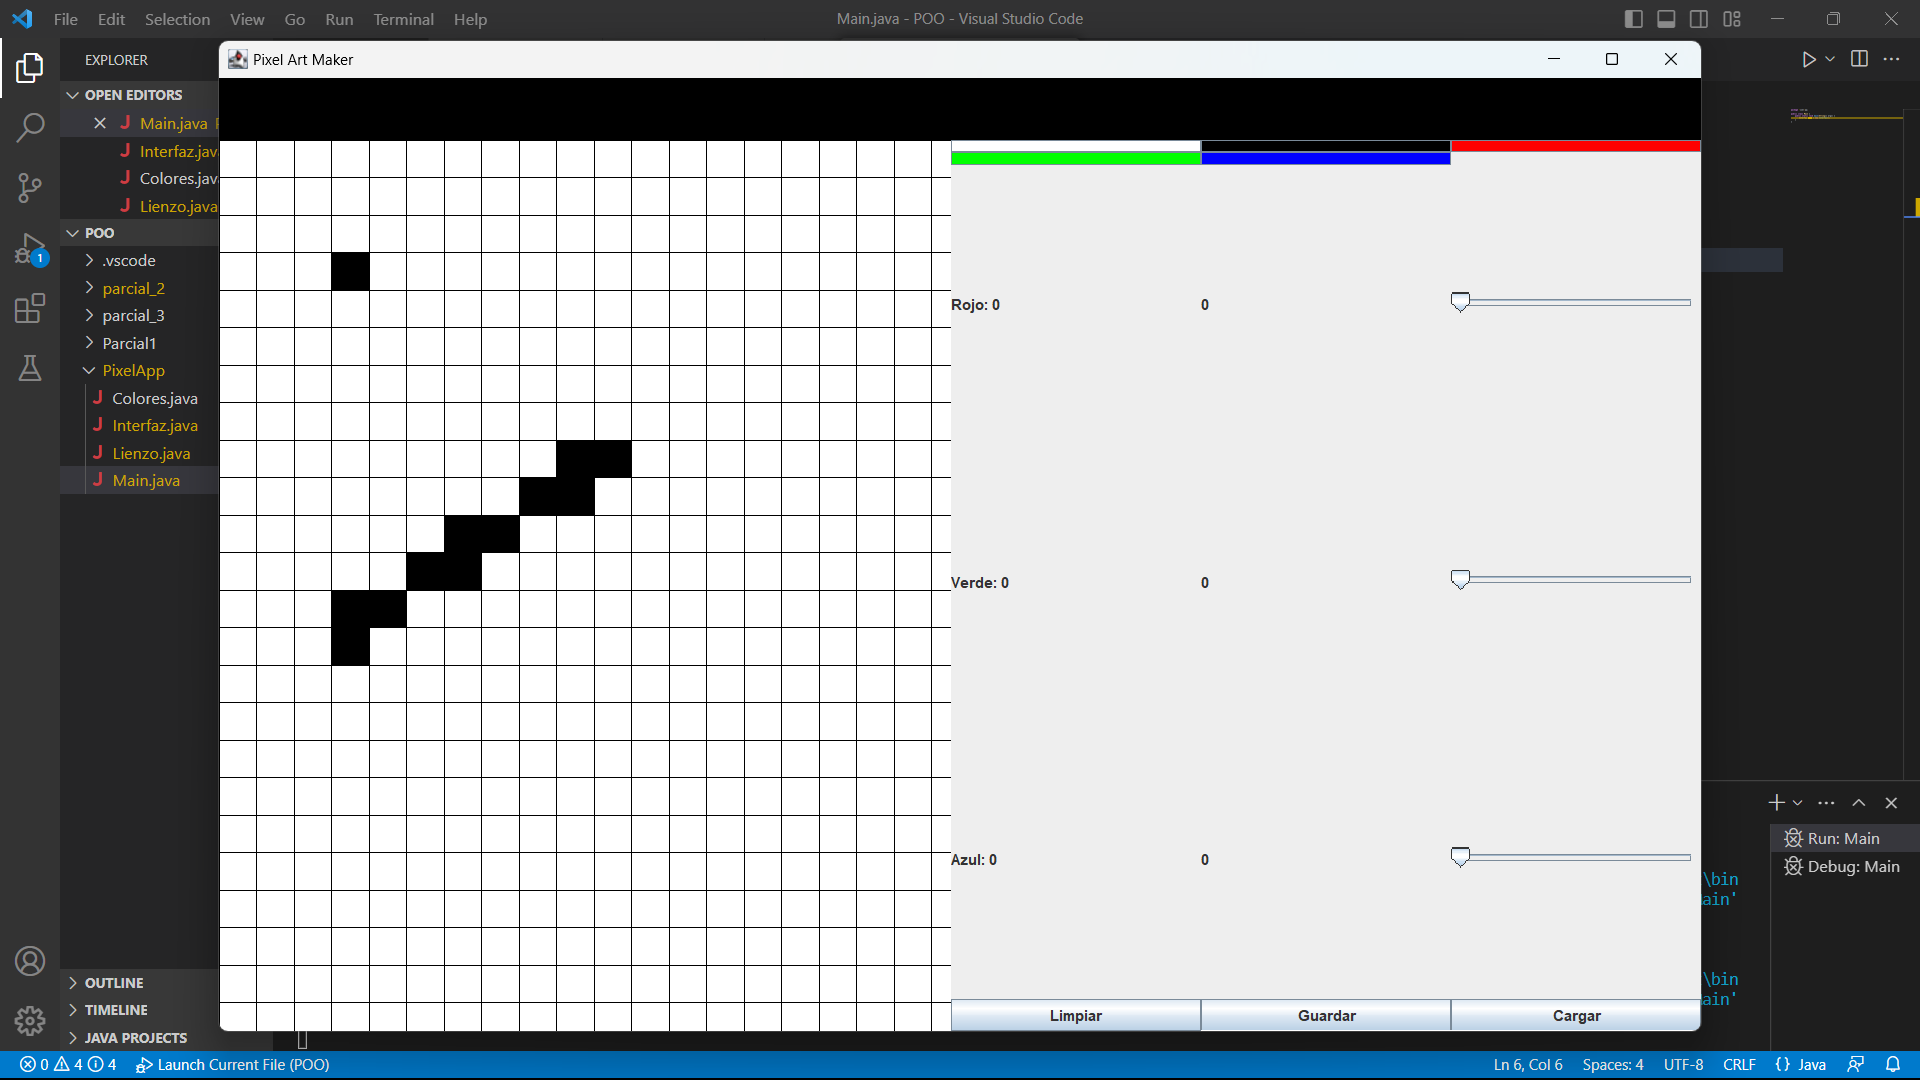 File Edit Selection View Go Run Terminal Help
Main.java - POO - Visual Studio Code
EXPLORER
OPEN EDITORS
Main.java
Interfaz.java
Colores.java
Lienzo.java
POO
.vscode
parcial_2
parcial_3
Parcial1
PixelApp
Colores.java
Interfaz.java
Lienzo.java
Main.java
OUTLINE
TIMELINE
JAVA PROJECTS
1
Pixel Art Maker
Rojo: 0 0
Verde: 0 0
Azul: 0 0
Limpiar Guardar Cargar
Run: Main
Debug: Main
\bin
ain'
\bin
ain'
0 4 4 Launch Current File (POO)
Ln 6, Col 6 Spaces: 4 UTF-8 CRLF {} Java